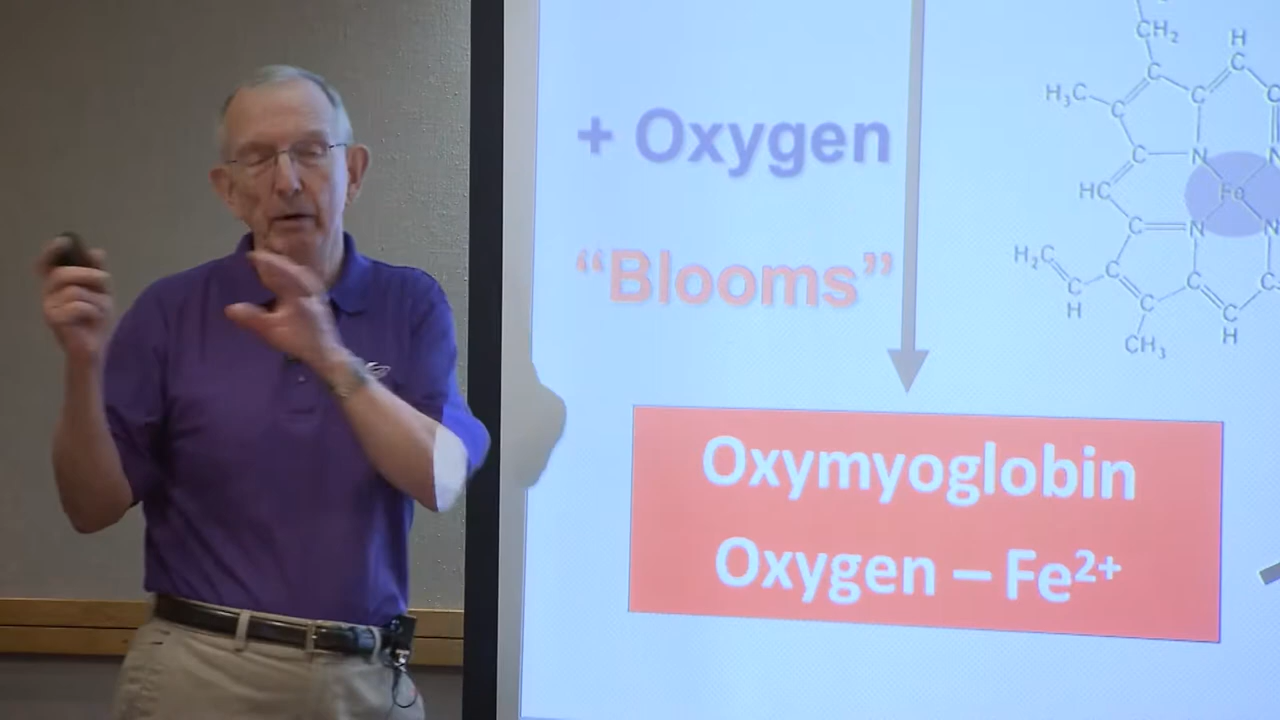 + Oxygen
“Blooms”
Oxymyoglobin
Oxygen – Fe²⁺
CH₂
H
C
C
H₃C
C
C
C
C
N
N
HC
Fe
C
N
N
H₂C
C
C
C
C
H
C
C
H
CH₃